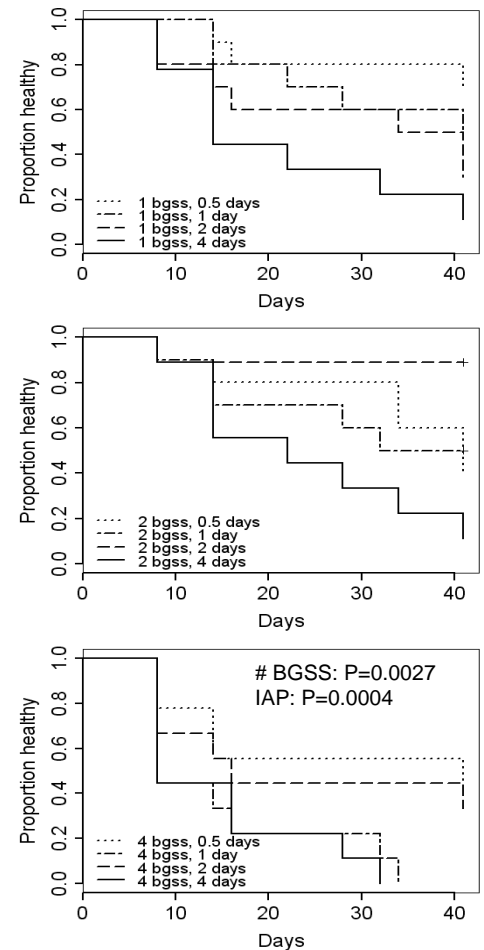 1.0
0.8
0.6
0.4
0.2
0.0
Proportion healthy
1 bgss, 0.5 days
1 bgss, 1 day
1 bgss, 2 days
1 bgss, 4 days
0 10 20 30 40
Days
1.0
0.8
0.6
0.4
0.2
0.0
Proportion healthy
2 bgss, 0.5 days
2 bgss, 1 day
2 bgss, 2 days
2 bgss, 4 days
0 10 20 30 40
Days
# BGSS: P=0.0027
IAP: P=0.0004
1.0
0.8
0.6
0.4
0.2
0.0
Proportion healthy
4 bgss, 0.5 days
4 bgss, 1 day
4 bgss, 2 days
4 bgss, 4 days
0 10 20 30 40
Days